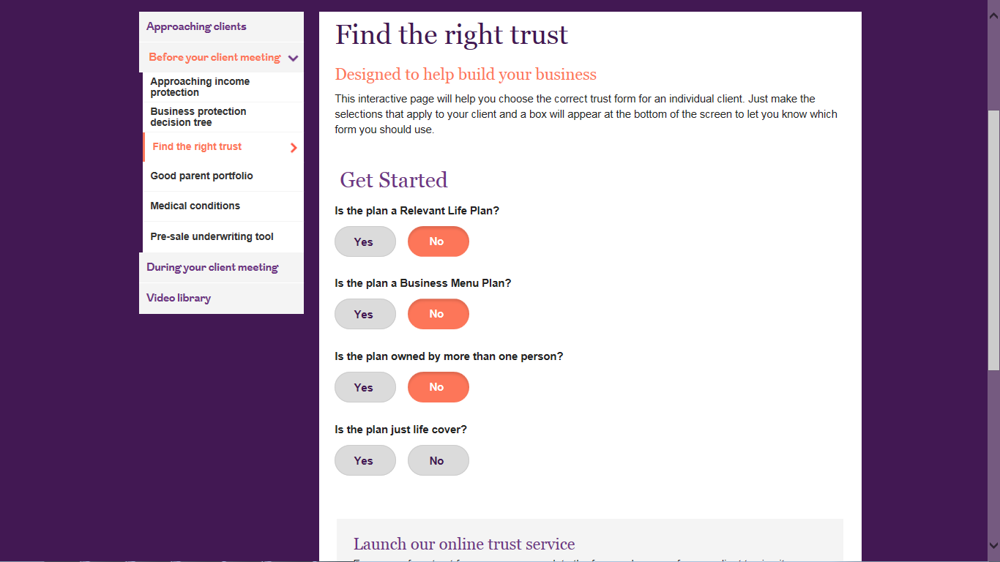 Approaching clients
Before your client meeting
Approaching income
protection
Business protection
decision tree
Find the right trust
Good parent portfolio
Medical conditions
Pre-sale underwriting tool
During your client meeting
Video library
Find the right trust
Designed to help build your business
This interactive page will help you choose the correct trust form for an individual client. Just make the
selections that apply to your client and a box will appear at the bottom of the screen to let you know which
form you should use.
Get Started
Is the plan a Relevant Life Plan?
Yes No
Is the plan a Business Menu Plan?
Yes No
Is the plan owned by more than one person?
Yes No
Is the plan just life cover?
Yes No
Launch our online trust service